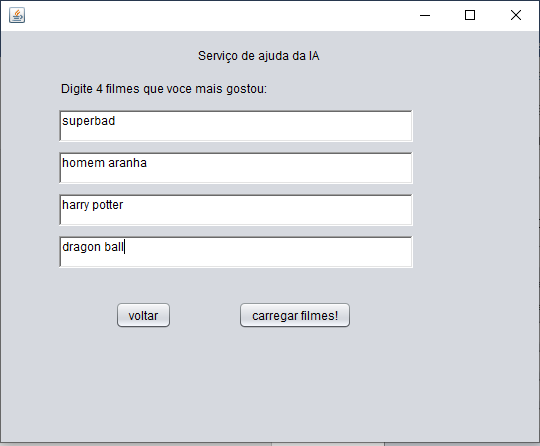 Serviço de ajuda da IA
Digite 4 filmes que voce mais gostou:
superbad
homem aranha
harry potter
dragon ball
voltar
carregar filmes!